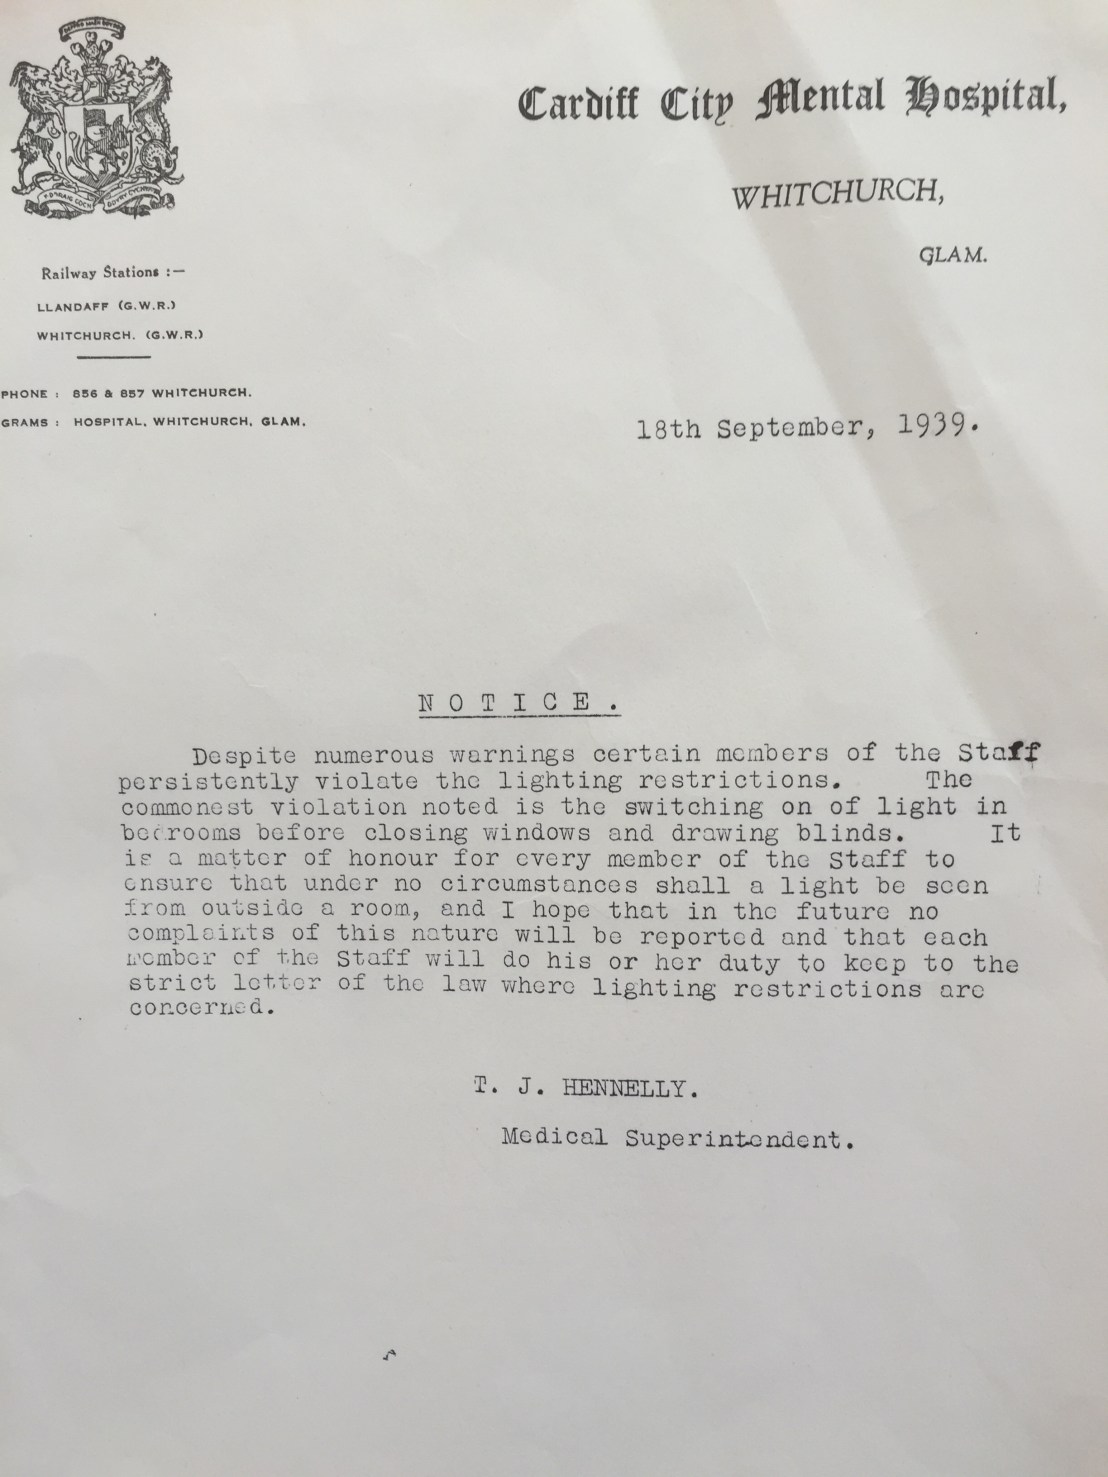 Cardiff City Mental Hospital,
WHITCHURCH,
GLAM.
Y DDRAIG GOCH DDYRY CYCHWYN
Railway Stations :—
LLANDAFF (G.W.R.)
WHITCHURCH. (G.W.R.)
PHONE : 856 & 857 WHITCHURCH.
GRAMS : HOSPITAL, WHITCHURCH, GLAM.
18th September, 1939.
N O T I C E .
Despite numerous warnings certain members of the Staff
persistently violate the lighting restrictions. The
commonest violation noted is the switching on of light in
bedrooms before closing windows and drawing blinds. It
is a matter of honour for every member of the Staff to
ensure that under no circumstances shall a light be seen
from outside a room, and I hope that in the future no
complaints of this nature will be reported and that each
member of the Staff will do his or her duty to keep to the
strict letter of the law where lighting restrictions are
concerned.
T. J. HENNELLY.
Medical Superintendent.